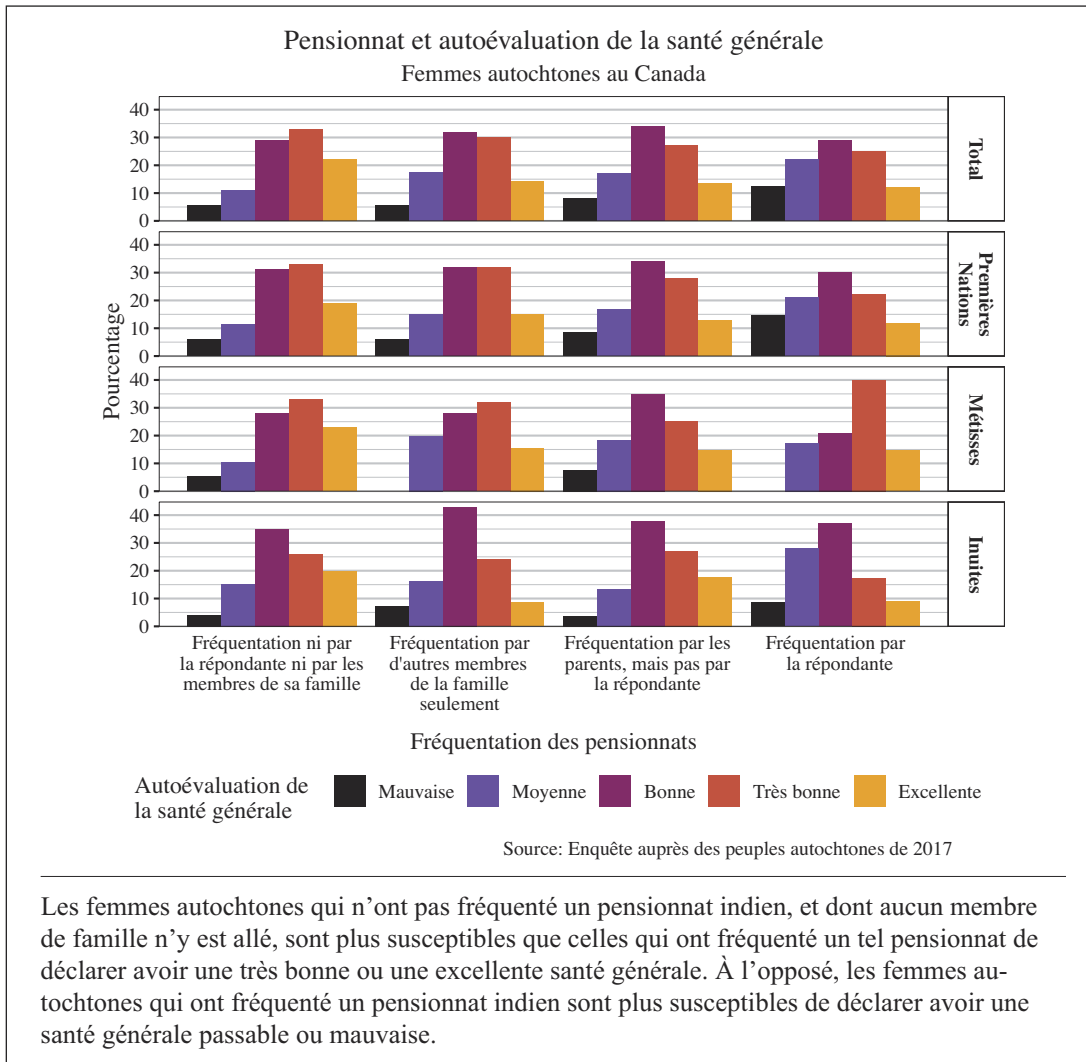 Pensionnat et autoévaluation de la santé générale
Femmes autochtones au Canada
Pourcentage
40
30
20
10
0
Total
40
30
20
10
0
Premières
Nations
40
30
20
10
0
Métisses
40
30
20
10
0
Inuites
Fréquentation ni par
la répondante ni par les
membres de sa famille
Fréquentation par
d'autres membres
de la famille
seulement
Fréquentation par les
parents, mais pas par
la répondante
Fréquentation par
la répondante
Fréquentation des pensionnats
Autoévaluation de
la santé générale
Mauvaise
Moyenne
Bonne
Très bonne
Excellente
Source: Enquête auprès des peuples autochtones de 2017
Les femmes autochtones qui n’ont pas fréquenté un pensionnat indien, et dont aucun membre
de famille n’y est allé, sont plus susceptibles que celles qui ont fréquenté un tel pensionnat de
déclarer avoir une très bonne ou une excellente santé générale. À l’opposé, les femmes au-
tochtones qui ont fréquenté un pensionnat indien sont plus susceptibles de déclarer avoir une
santé générale passable ou mauvaise.